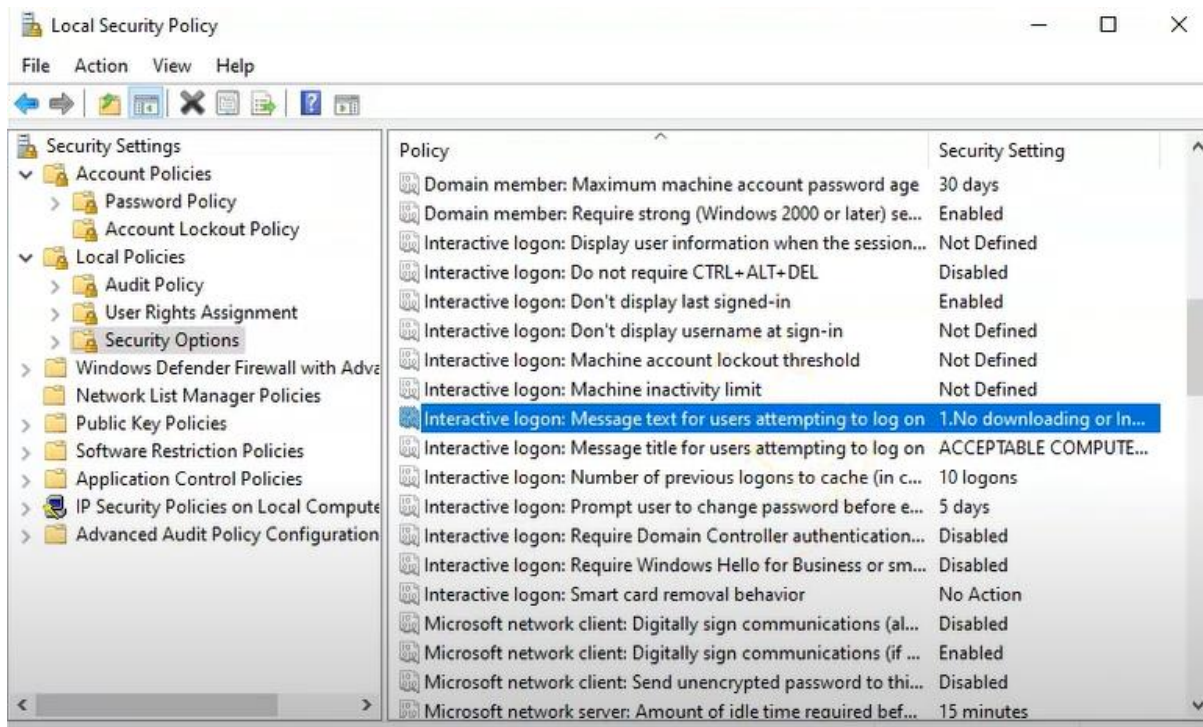 Local Security Policy
File Action View Help
Security Settings
Account Policies
Password Policy
Account Lockout Policy
Local Policies
Audit Policy
User Rights Assignment
Security Options
Windows Defender Firewall with Adva
Network List Manager Policies
Public Key Policies
Software Restriction Policies
Application Control Policies
IP Security Policies on Local Compute
Advanced Audit Policy Configuration
Policy Security Setting
Domain member: Maximum machine account password age 30 days
Domain member: Require strong (Windows 2000 or later) se... Enabled
Interactive logon: Display user information when the session... Not Defined
Interactive logon: Do not require CTRL+ALT+DEL Disabled
Interactive logon: Don't display last signed-in Enabled
Interactive logon: Don't display username at sign-in Not Defined
Interactive logon: Machine account lockout threshold Not Defined
Interactive logon: Machine inactivity limit Not Defined
Interactive logon: Message text for users attempting to log on 1.No downloading or In...
Interactive logon: Message title for users attempting to log on ACCEPTABLE COMPUTE...
Interactive logon: Number of previous logons to cache (in c... 10 logons
Interactive logon: Prompt user to change password before e... 5 days
Interactive logon: Require Domain Controller authentication... Disabled
Interactive logon: Require Windows Hello for Business or sm... Disabled
Interactive logon: Smart card removal behavior No Action
Microsoft network client: Digitally sign communications (al... Disabled
Microsoft network client: Digitally sign communications (if ... Enabled
Microsoft network client: Send unencrypted password to thi... Disabled
Microsoft network server: Amount of idle time required bef... 15 minutes